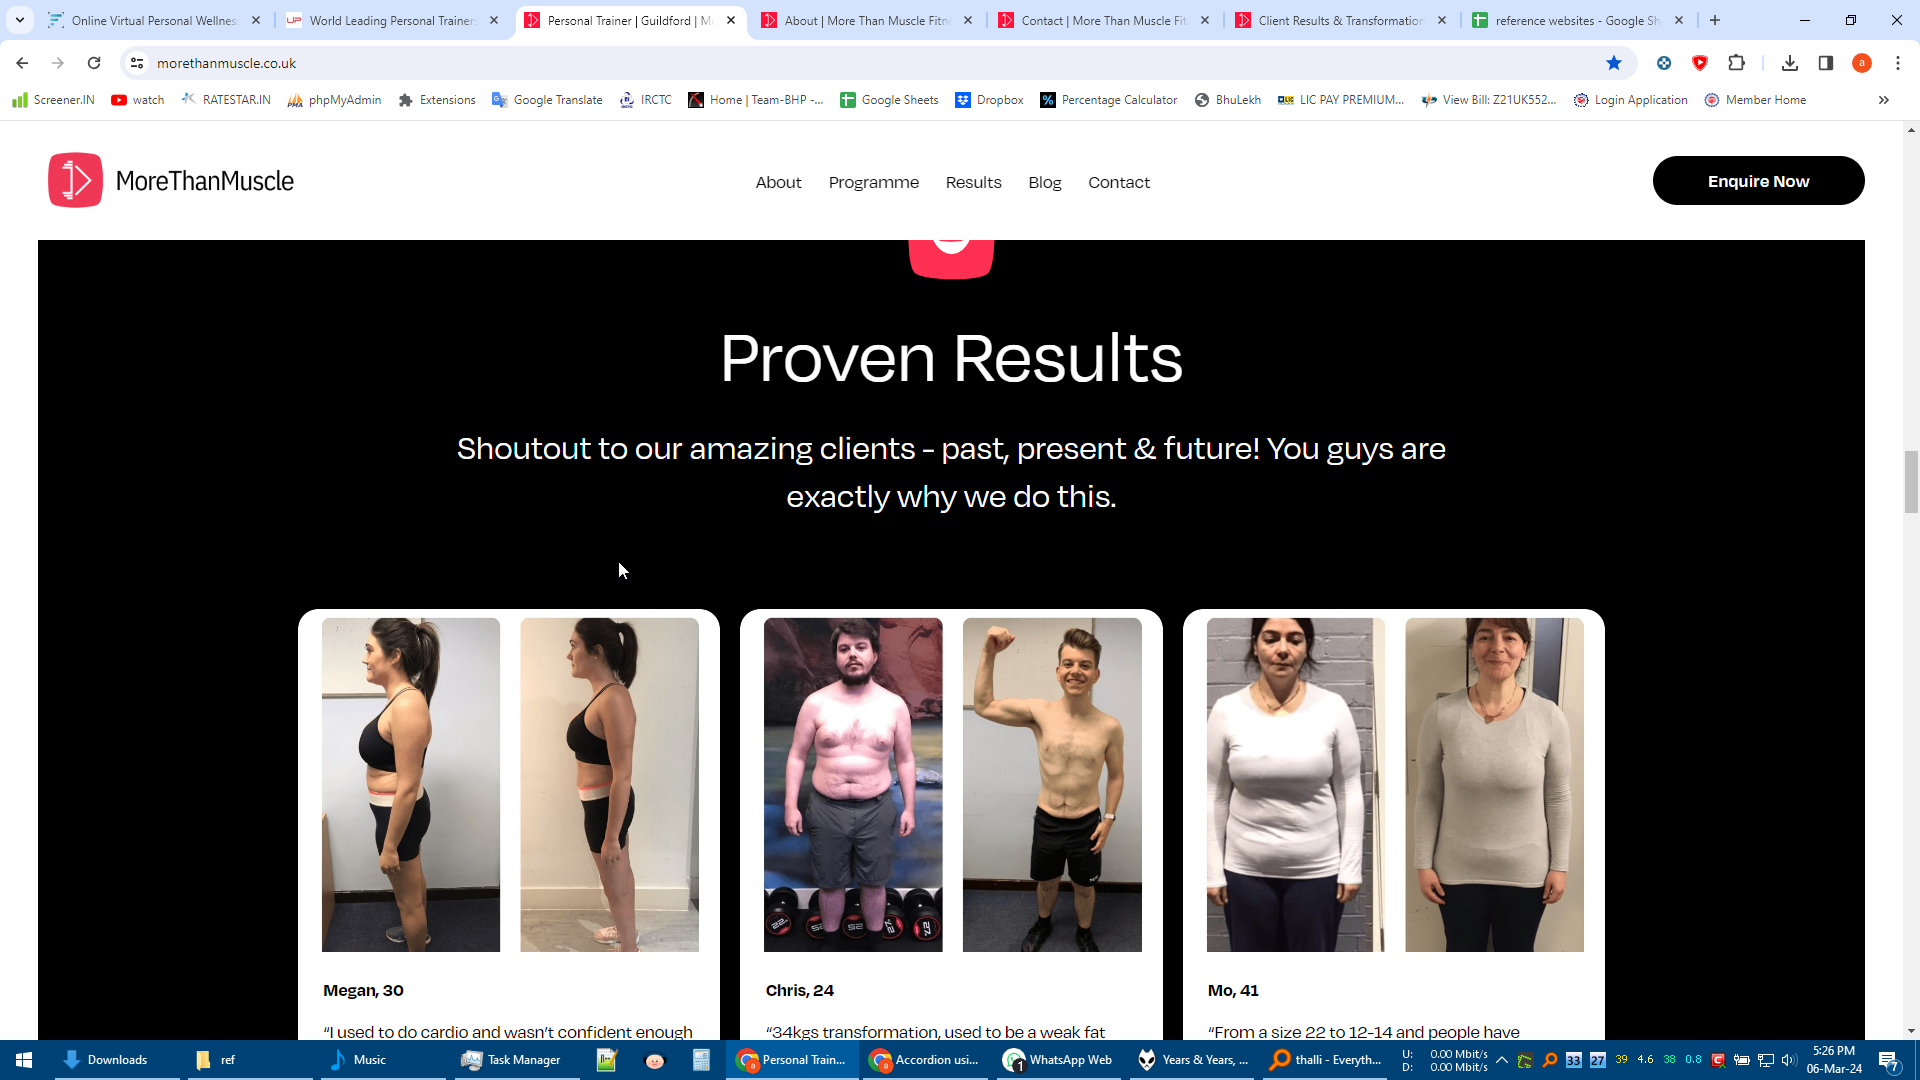 Online Virtual Personal Wellnes
World Leading Personal Trainers
Personal Trainer | Guildford | M
About | More Than Muscle Fitn
Contact | More Than Muscle Fit
Client Results & Transformation
reference websites - Google Sh
morethanmuscle.co.uk
a
Screener.IN
watch
RATESTAR.IN
phpMyAdmin
Extensions
Google Translate
IRCTC
Home | Team-BHP -...
Google Sheets
Dropbox
Percentage Calculator
BhuLekh
LIC PAY PREMIUM...
View Bill: Z21UK552...
Login Application
Member Home
MoreThanMuscle
About
Programme
Results
Blog
Contact
Enquire Now
Proven Results
Shoutout to our amazing clients - past, present & future! You guys are
exactly why we do this.
Megan, 30
Chris, 24
Mo, 41
“I used to do cardio and wasn’t confident enough
“34kgs transformation, used to be a weak fat
“From a size 22 to 12-14 and people have
Downloads
ref
Music
Task Manager
Personal Train...
Accordion usi...
1
WhatsApp Web
Years & Years, ...
thalli - Everyth...
U: 0.00 Mbit/s
D: 0.00 Mbit/s
33
27
39
4.6
38
0.8
5:26 PM
06-Mar-24
7